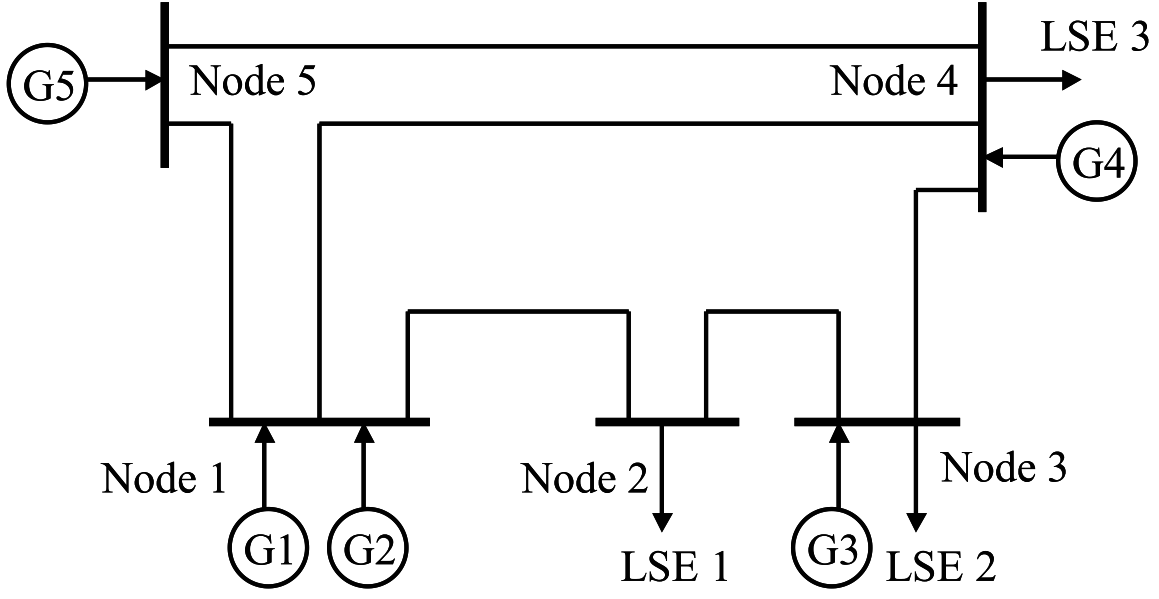 LSE 3
G5
Node 5
Node 4
G4
Node 1
Node 2
Node 3
G1
G2
LSE 1
G3
LSE 2